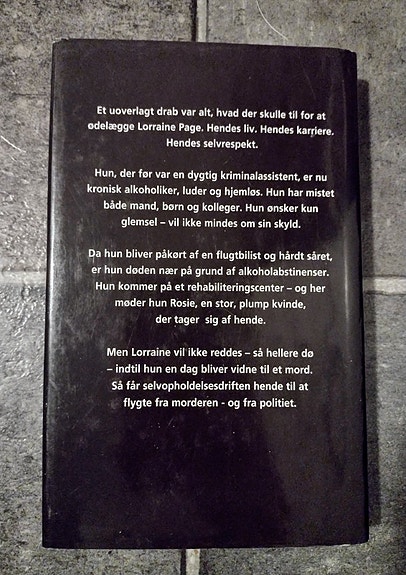 Et uoverlagt drab var alt, hvad der skulle til for at
ødelægge Lorraine Page. Hendes liv. Hendes karriere.
Hendes selvrespekt.
Hun, der før var en dygtig kriminalassistent, er nu
kronisk alkoholiker, luder og hjemløs. Hun har mistet
både mand, børn og kolleger. Hun ønsker kun
glemsel – vil ikke mindes om sin skyld.
Da hun bliver påkørt af en flugtbilist og hårdt såret,
er hun døden nær på grund af alkoholabstinenser.
Hun kommer på et rehabiliteringscenter – og her
møder hun Rosie, en stor, plump kvinde,
der tager sig af hende.
Men Lorraine vil ikke reddes – så hellere dø
– indtil hun en dag bliver vidne til et mord.
Så får selvopholdelsesdriften hende til at
flygte fra morderen - og fra politiet.